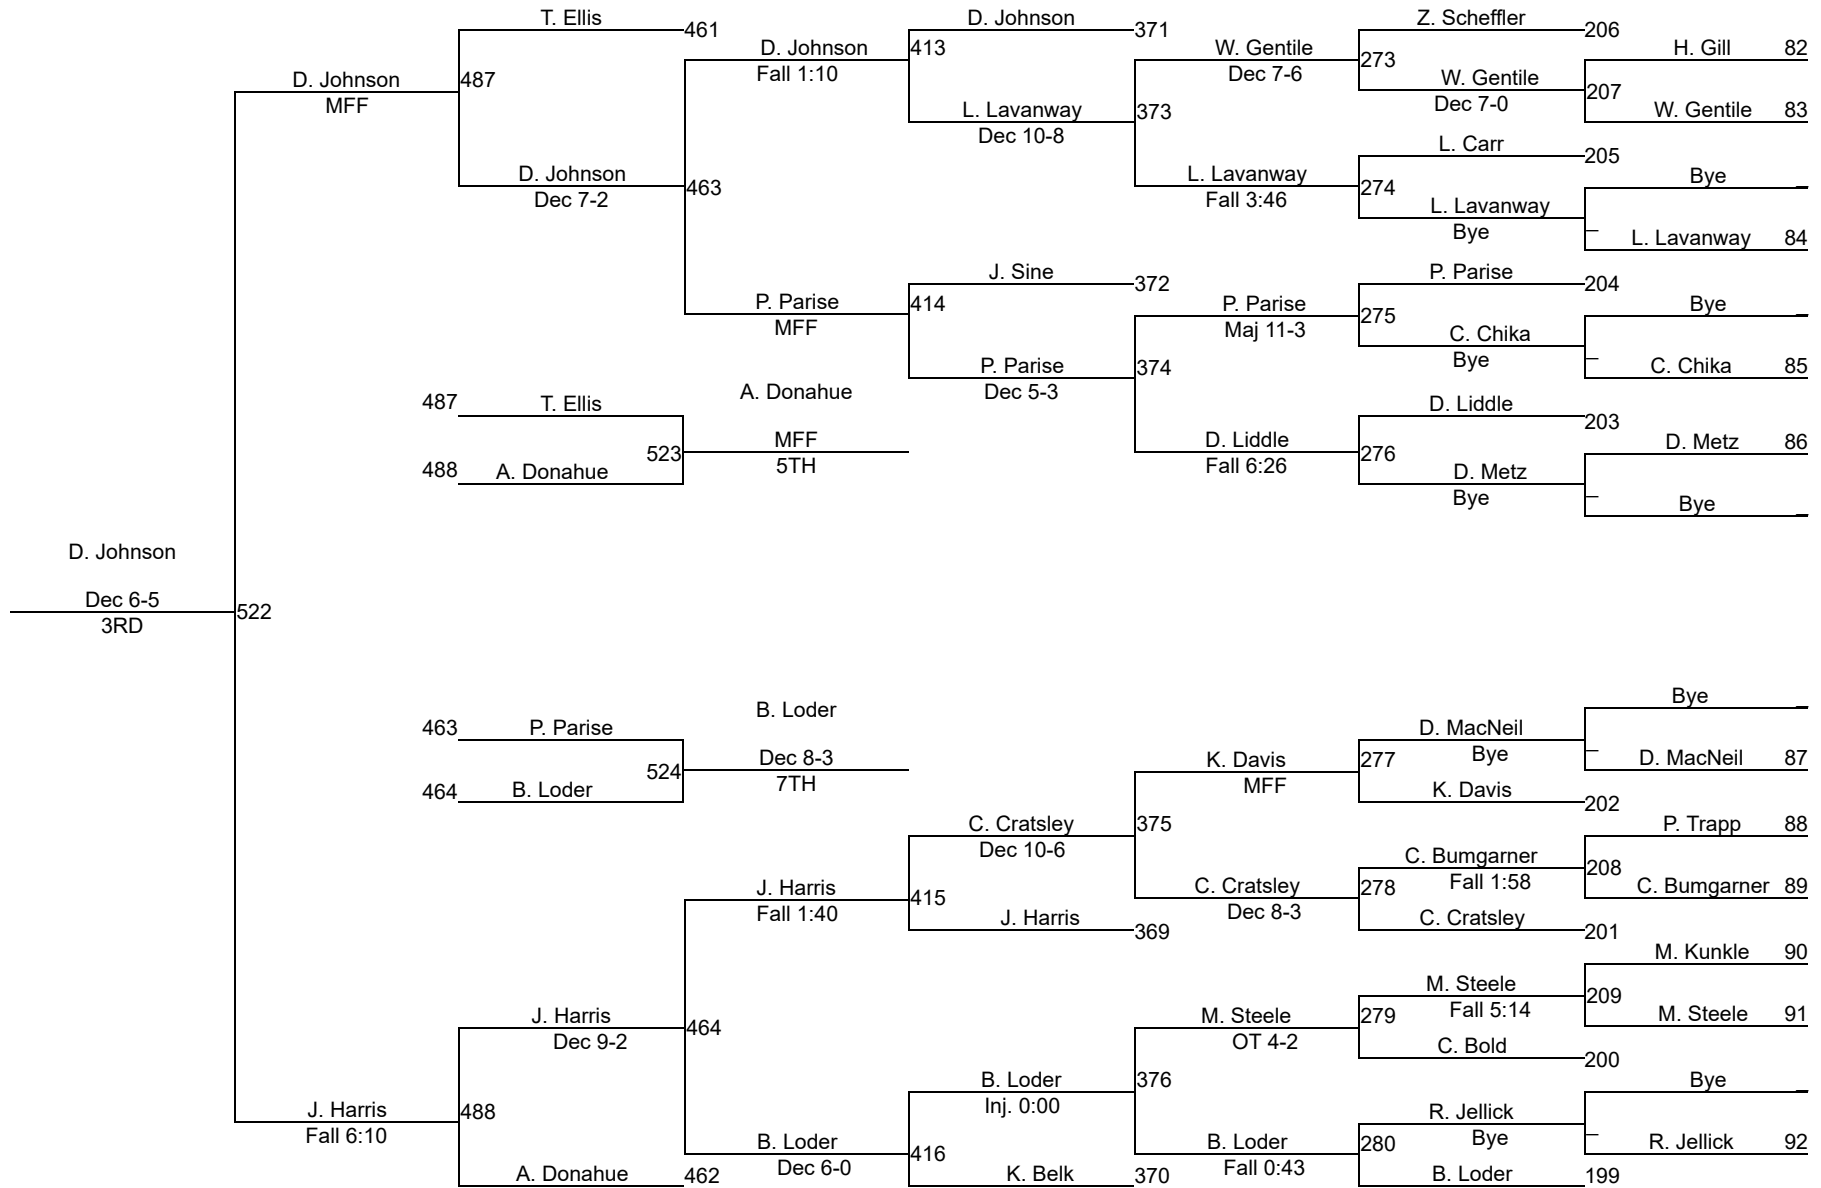 T. Ellis
461
D. Johnson
371
Z. Scheffler
206
D. Johnson
Fall 1:10
413
W. Gentile
Dec 7-6
273
H. Gill 82
D. Johnson
MFF
487
W. Gentile
Dec 7-0
207
W. Gentile 83
L. Lavanway
Dec 10-8
373
L. Carr
205
D. Johnson
Dec 7-2
463
L. Lavanway
Fall 3:46
274
Bye _
L. Lavanway
Bye
_
L. Lavanway 84
J. Sine
372
P. Parise
204
P. Parise
MFF
414
P. Parise
Maj 11-3
275
Bye _
C. Chika
Bye
_
C. Chika 85
P. Parise
Dec 5-3
374
A. Donahue
487
T. Ellis
D. Liddle
203
523
MFF
5TH
D. Liddle
Fall 6:26
276
D. Metz 86
488
A. Donahue
D. Metz
Bye
_
Bye _
D. Johnson
Dec 6-5
3RD
522
B. Loder
Bye _
463
P. Parise
D. MacNeil
Bye
_
D. MacNeil 87
524
Dec 8-3
7TH
K. Davis
MFF
277
464
B. Loder
K. Davis
202
C. Cratsley
Dec 10-6
375
P. Trapp 88
C. Bumgarner
Fall 1:58
208
C. Bumgarner 89
J. Harris
Fall 1:40
415
C. Cratsley
Dec 8-3
278
J. Harris
369
C. Cratsley
201
M. Kunkle 90
M. Steele
Fall 5:14
209
M. Steele 91
J. Harris
Dec 9-2
464
M. Steele
OT 4-2
279
C. Bold
200
B. Loder
Inj. 0:00
376
Bye _
J. Harris
Fall 6:10
488
R. Jellick
Bye
_
R. Jellick 92
B. Loder
Dec 6-0
416
B. Loder
Fall 0:43
280
A. Donahue
462
K. Belk
370
B. Loder
199